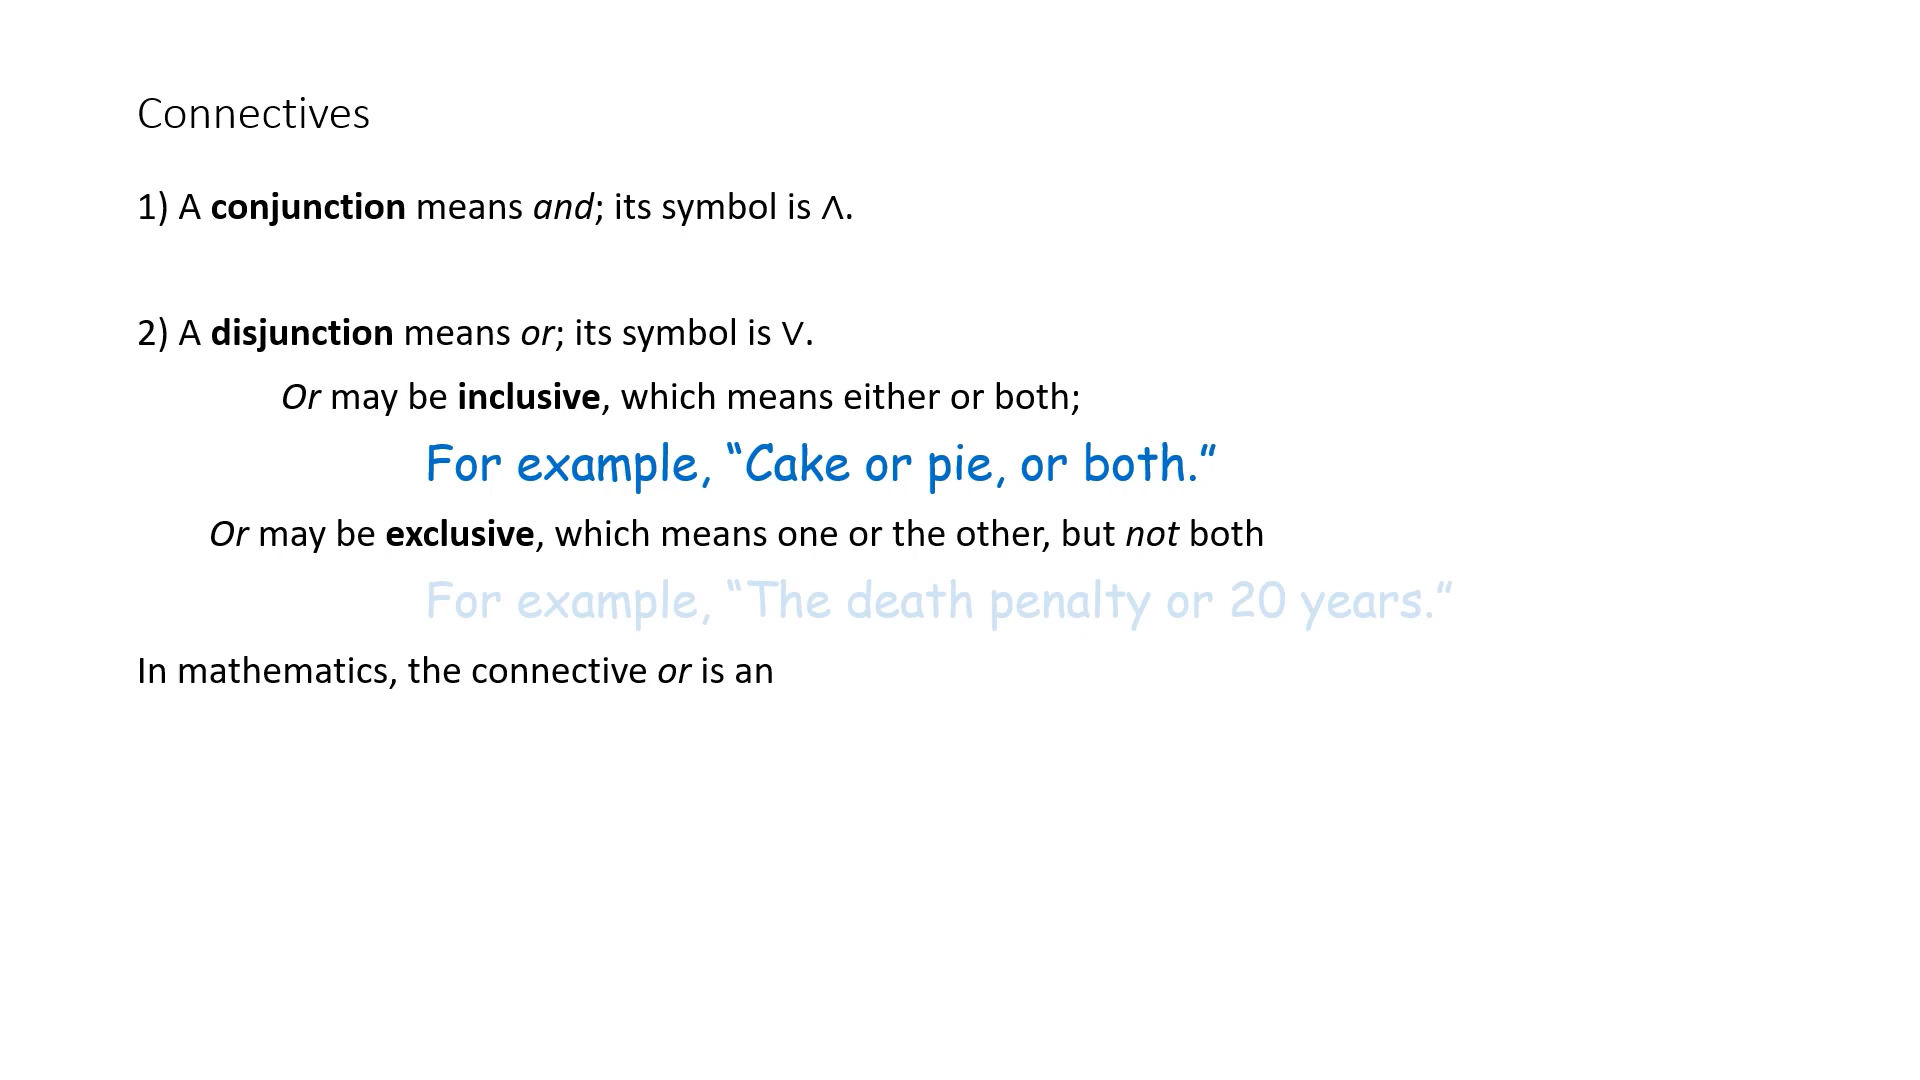 Connectives
1) A conjunction means and; its symbol is ∧.
2) A disjunction means or; its symbol is ∨.
Or may be inclusive, which means either or both;
For example, “Cake or pie, or both.”
Or may be exclusive, which means one or the other, but not both
For example, “The death penalty or 20 years.”
In mathematics, the connective or is an